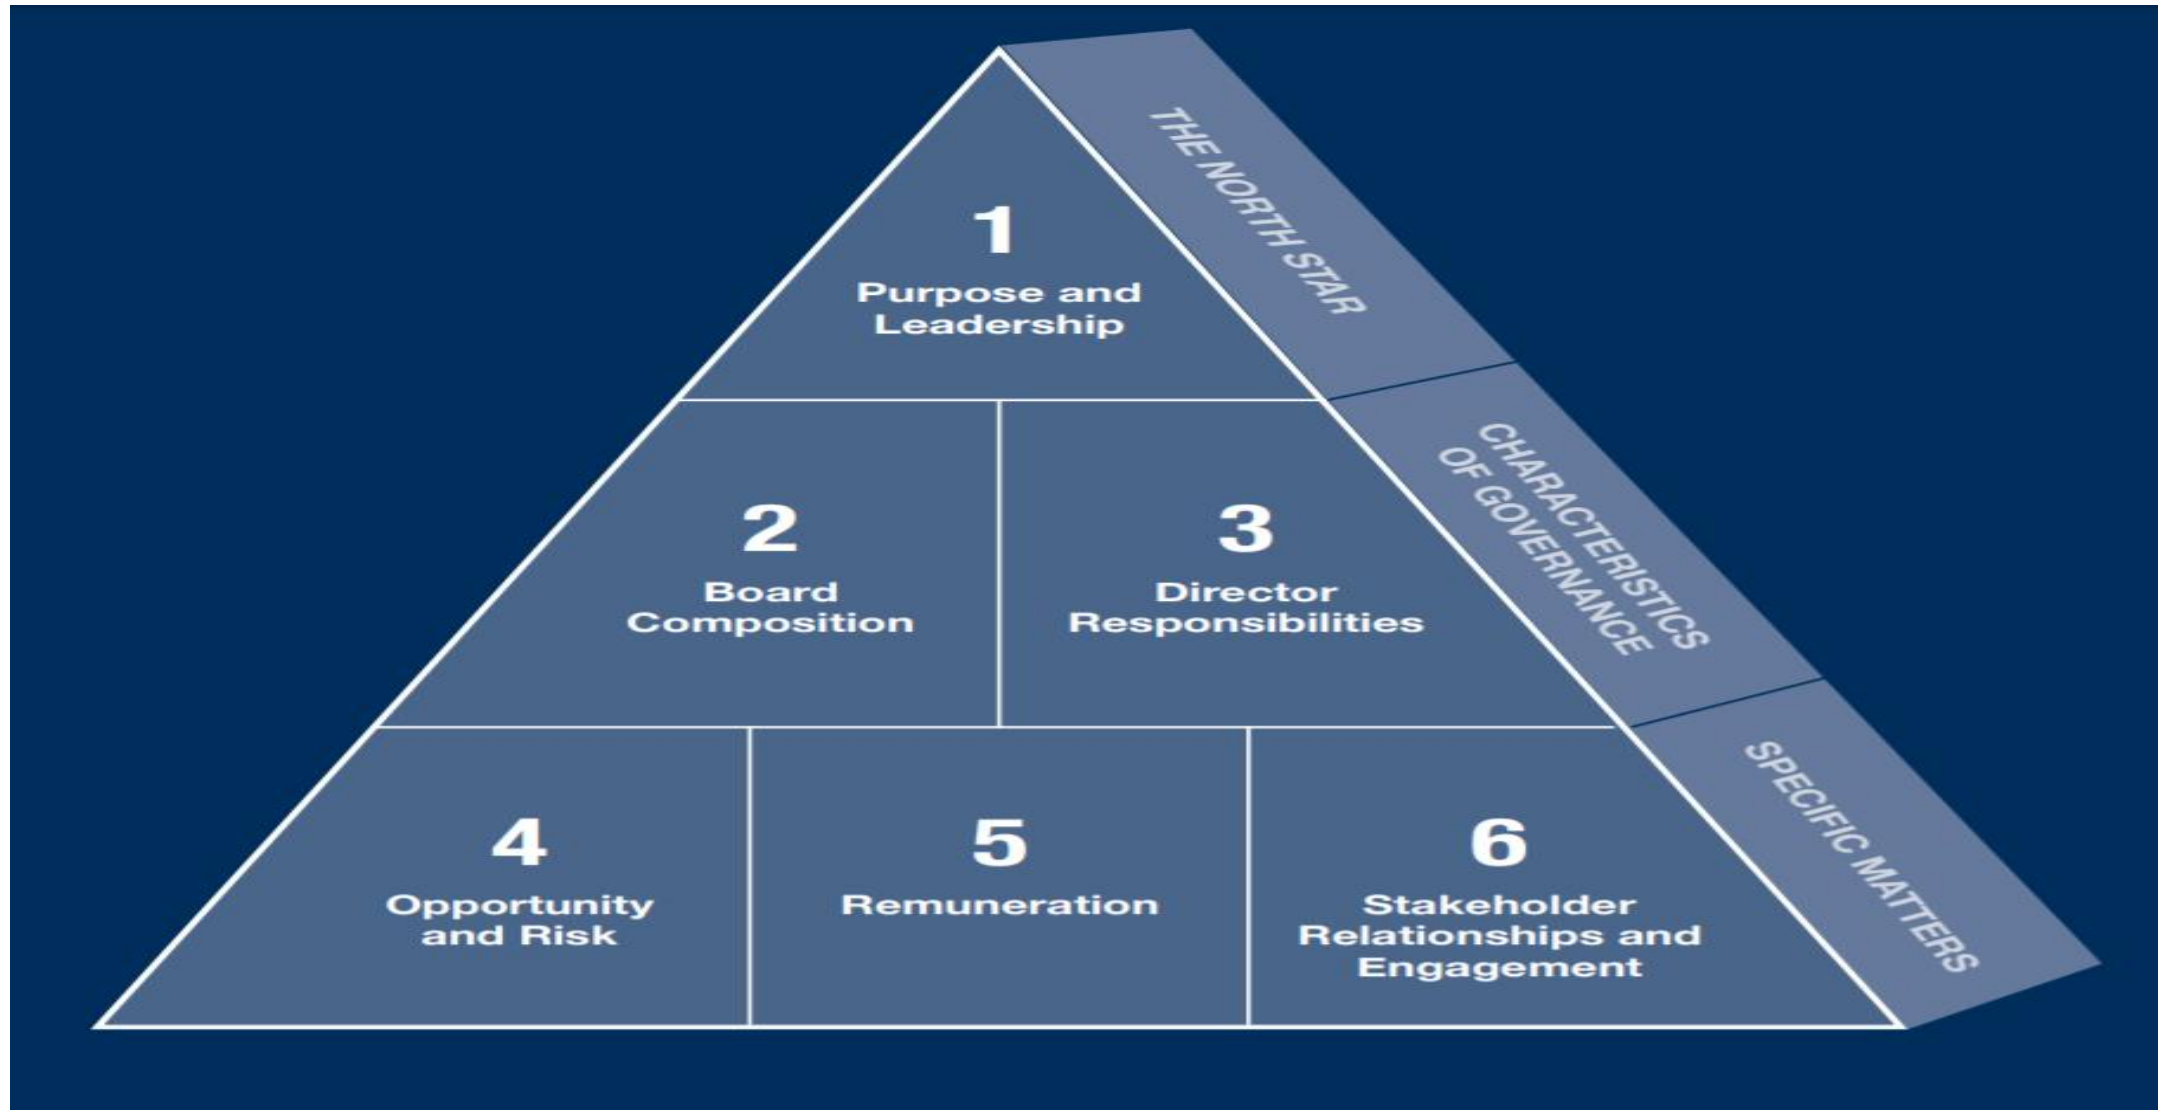 THE NORTH STAR
1
Purpose and
Leadership
CHARACTERISTICS
OF GOVERNANCE
2
Board
Composition
3
Director
Responsibilities
SPECIFIC MATTERS
4
Opportunity
and Risk
5
Remuneration
6
Stakeholder
Relationships and
Engagement